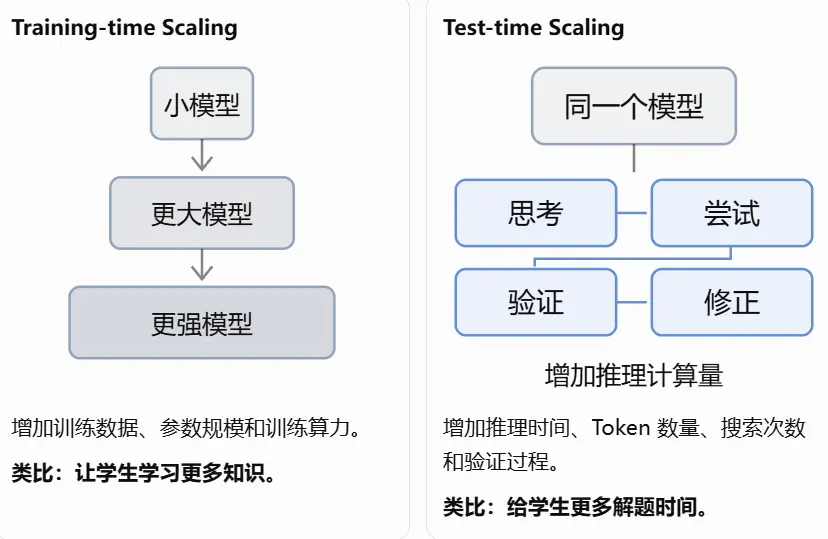 Training-time Scaling
小模型
更大模型
更强模型
增加训练数据、参数规模和训练算力。
类比：让学生学习更多知识。
Test-time Scaling
同一个模型
思考
尝试
验证
修正
增加推理计算量
增加推理时间、Token 数量、搜索次数
和验证过程。
类比：给学生更多解题时间。